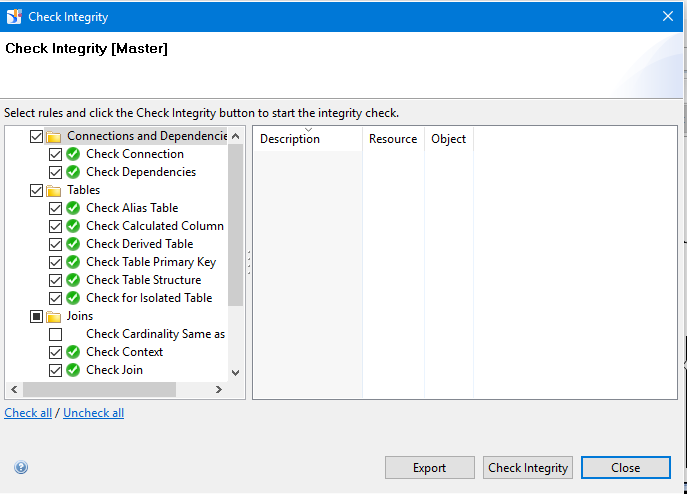 Check Integrity
Check Integrity [Master]
Select rules and click the Check Integrity button to start the integrity check.
Connections and Dependencie
Check Connection
Check Dependencies
Tables
Check Alias Table
Check Calculated Column
Check Derived Table
Check Table Primary Key
Check Table Structure
Check for Isolated Table
Joins
Check Cardinality Same as
Check Context
Check Join
Description Resource Object
Check all / Uncheck all
Export Check Integrity Close